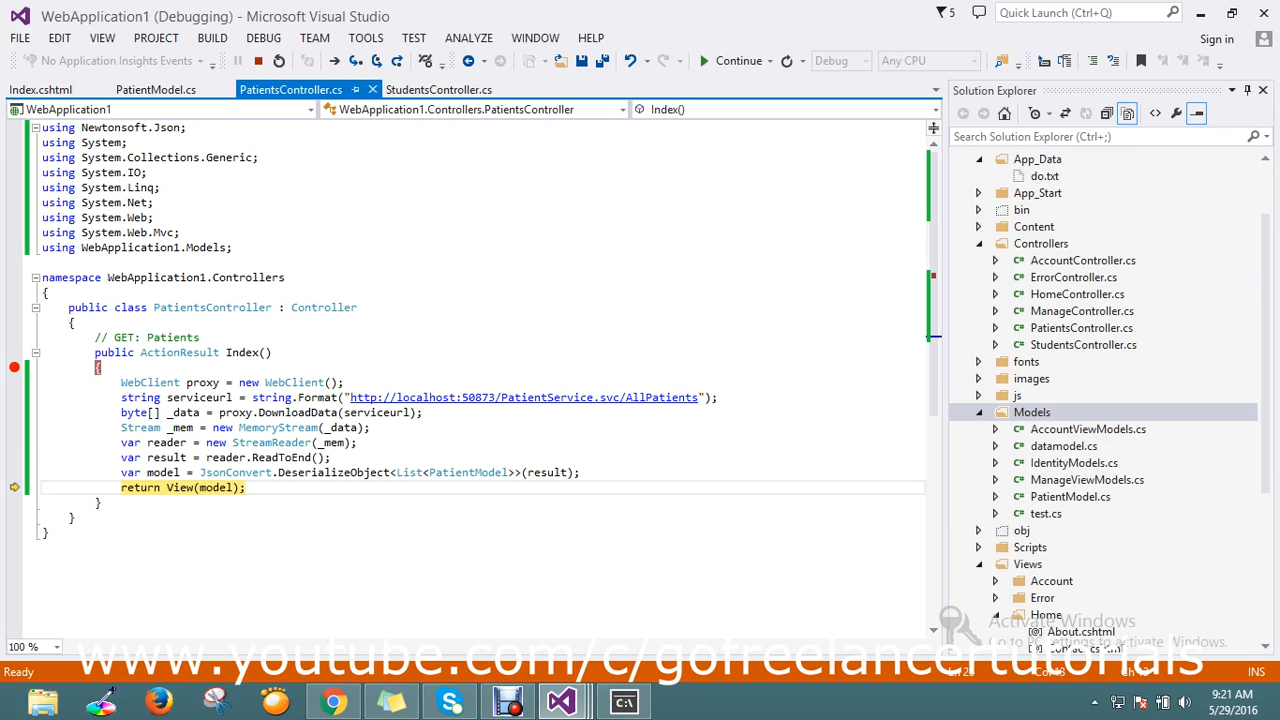 WebApplication1 (Debugging) - Microsoft Visual Studio
5
Quick Launch (Ctrl+Q)
FILE EDIT VIEW PROJECT BUILD DEBUG TEAM TOOLS TEST ANALYZE WINDOW HELP
Sign in
No Application Insights Events
Continue
Debug
Any CPU
Index.cshtml
PatientModel.cs
PatientsController.cs
StudentsController.cs
WebApplication1
WebApplication1.Controllers.PatientsController
Index()
using Newtonsoft.Json;
using System;
using System.Collections.Generic;
using System.IO;
using System.Linq;
using System.Net;
using System.Web;
using System.Web.Mvc;
using WebApplication1.Models;
namespace WebApplication1.Controllers
{
public class PatientsController : Controller
{
// GET: Patients
public ActionResult Index()
{
WebClient proxy = new WebClient();
string serviceurl = string.Format("http://localhost:50873/PatientService.svc/AllPatients");
byte[] _data = proxy.DownloadData(serviceurl);
Stream _mem = new MemoryStream(_data);
var reader = new StreamReader(_mem);
var result = reader.ReadToEnd();
var model = JsonConvert.DeserializeObject<List<PatientModel>>(result);
return View(model);
}
}
}
100 %
Solution Explorer
Search Solution Explorer (Ctrl+;)
App_Data
do.txt
App_Start
bin
Content
Controllers
AccountController.cs
ErrorController.cs
HomeController.cs
ManageController.cs
PatientsController.cs
StudentsController.cs
fonts
images
js
Models
AccountViewModels.cs
datamodel.cs
IdentityModels.cs
ManageViewModels.cs
PatientModel.cs
test.cs
obj
Scripts
Views
Account
Error
Home
About.cshtml
Activate Windows
Go to PC settings to activate Windows.
www.youtube.com/c/gofreelancertutorials
Ready
INS
9:21 AM
5/29/2016